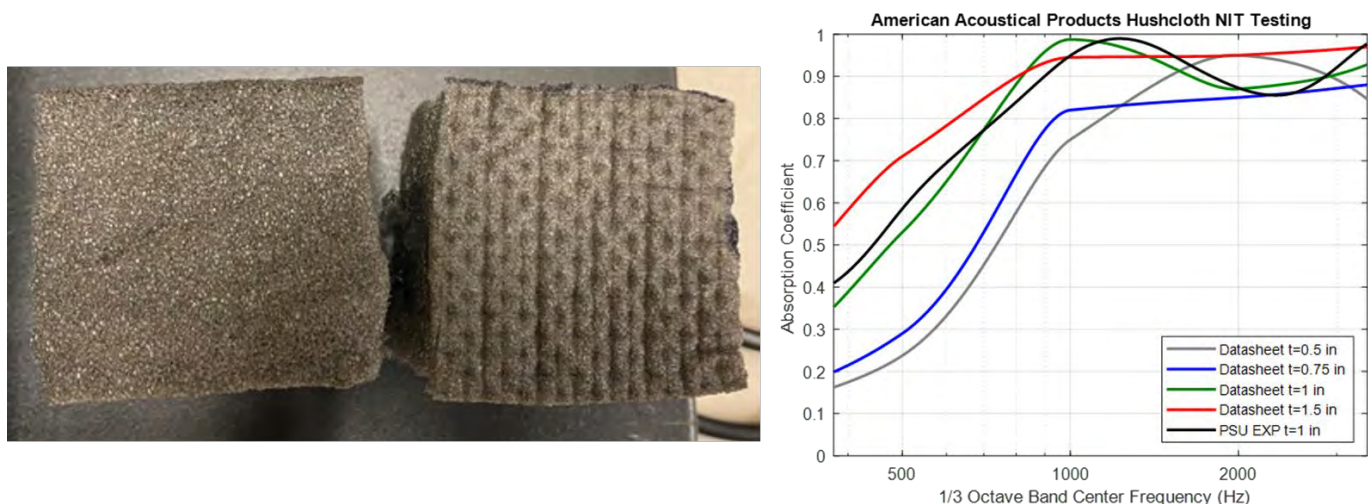 American Acoustical Products Hushcloth NIT Testing
1
0.9
0.8
0.7
0.6
0.5
0.4
0.3
0.2
0.1
0
Absorption Coefficient
500
1000
2000
1/3 Octave Band Center Frequency (Hz)
Datasheet t=0.5 in
Datasheet t=0.75 in
Datasheet t=1 in
Datasheet t=1.5 in
PSU EXP t=1 in